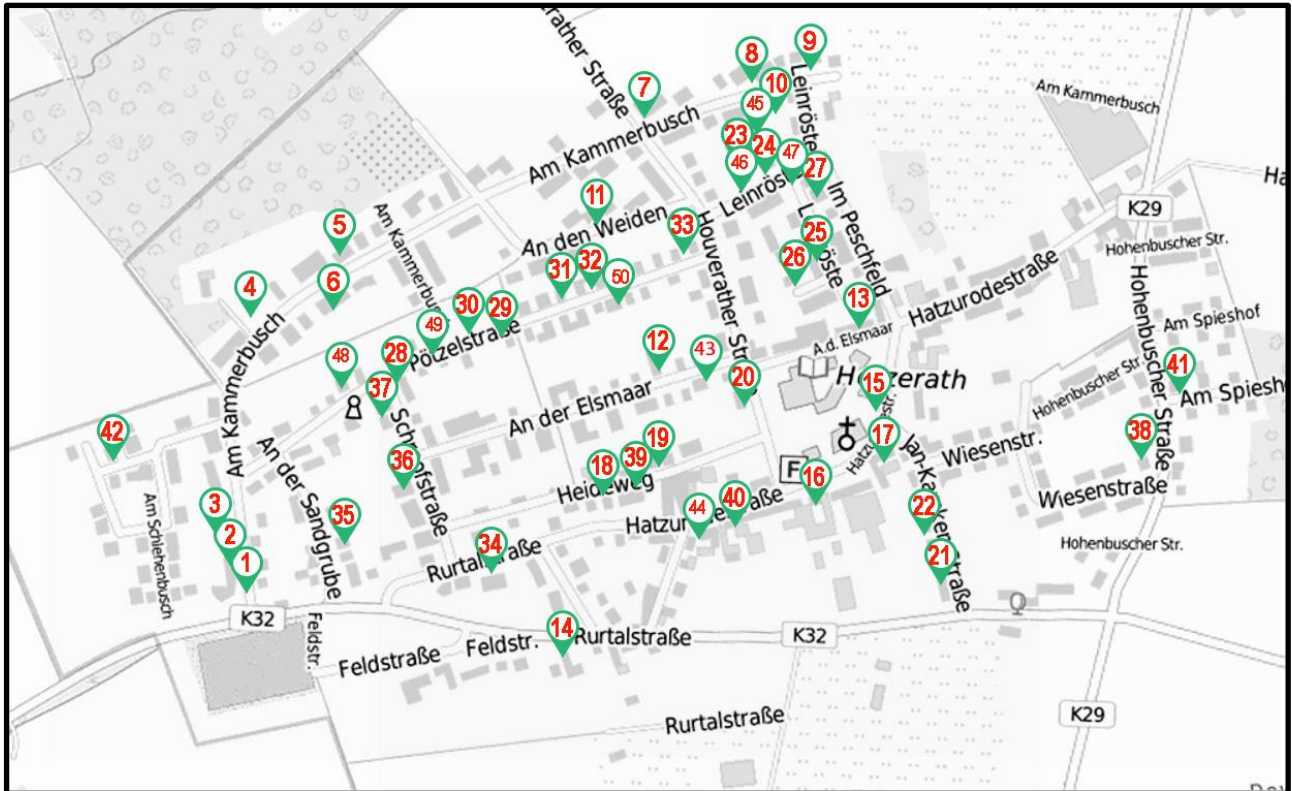 erather Straße
9
8
7
10
Leinröste
Am Kammerbusch
45
Am Kammerbusch
23
24
46
47
27
K29
11
Am Kammerbusch
An den Weiden
33
Leinröste
Im Peschfeld
5
Houverather Straße
25
Hohenbuscher Str.
26
31
32
50
4
6
13
Hatzurodestraße
Hohenbuscher Straße
30
29
49
Am Spieshof
Pötzelstraße
12
43
A.d. Elsmaar
48
28
37
20
15
Hohenbuscher Str.
41
Am Kammerbusch
An der Elsmaar
42
19
17
Wiesenstr.
38
An der Sandgrube
36
18
39
F
16
Heideweg
Wiesenstraße
3
Am Schlehenbusch
35
44
40
22
2
34
21
Hohenbuscher Str.
1
Rurtalstraße
K32
14
Feldstr.
Feldstraße
Feldstr.
Rurtalstraße
K32
Rurtalstraße
K29